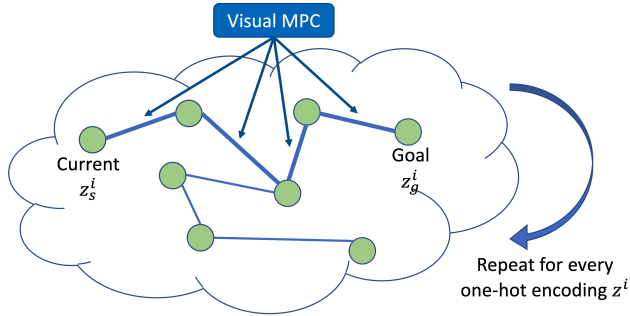 Visual MPC
Current
$z_s^i$
Goal
$z_g^i$
Repeat for every
one-hot encoding $z^i$